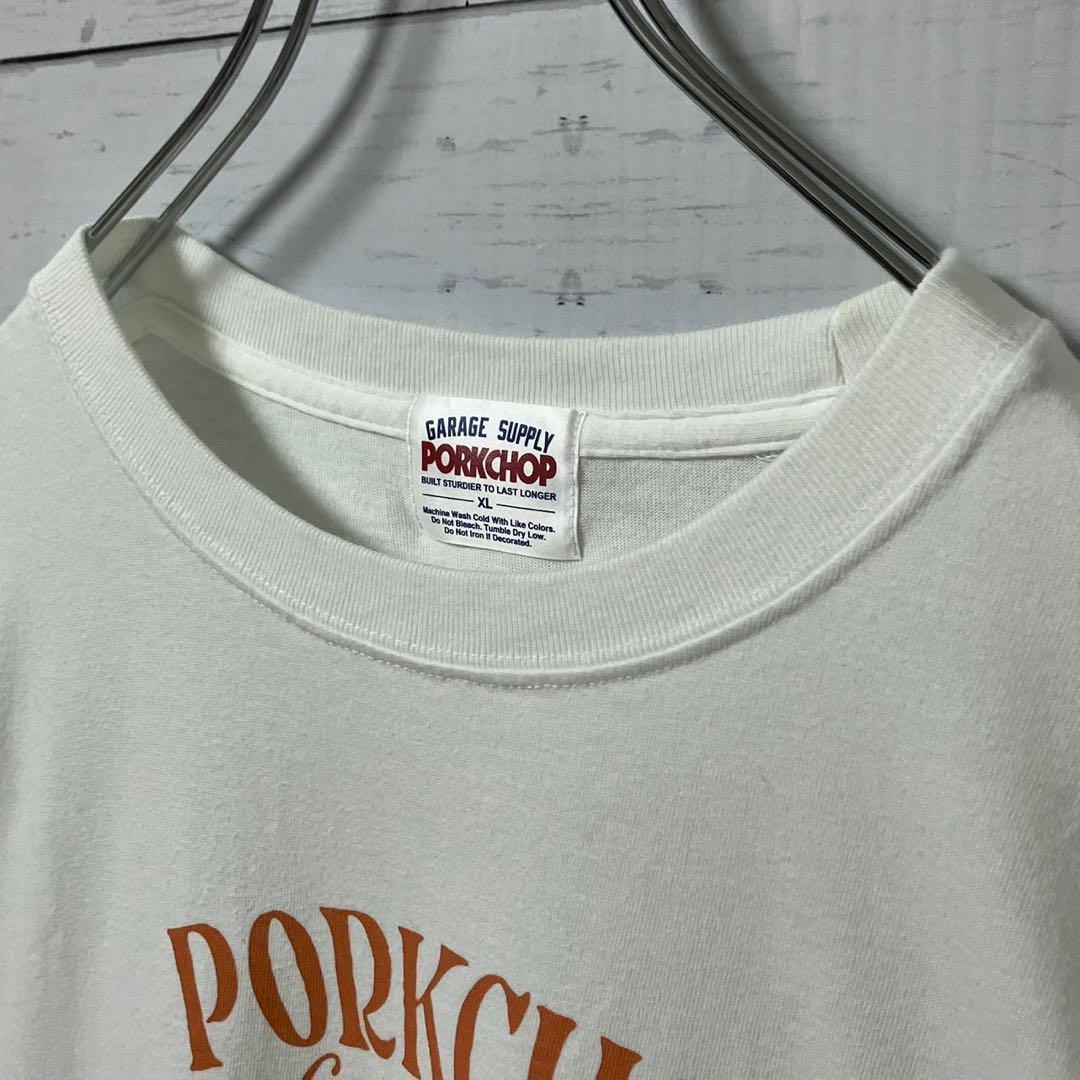 GARAGE SUPPLY
PORKCHOP
BUILT STURDIER TO LAST LONGER
XL
Machine Wash Cold With Like Colors.
Do Not Bleach. Tumble Dry Low.
Do Not Iron If Decorated.
PORKCH